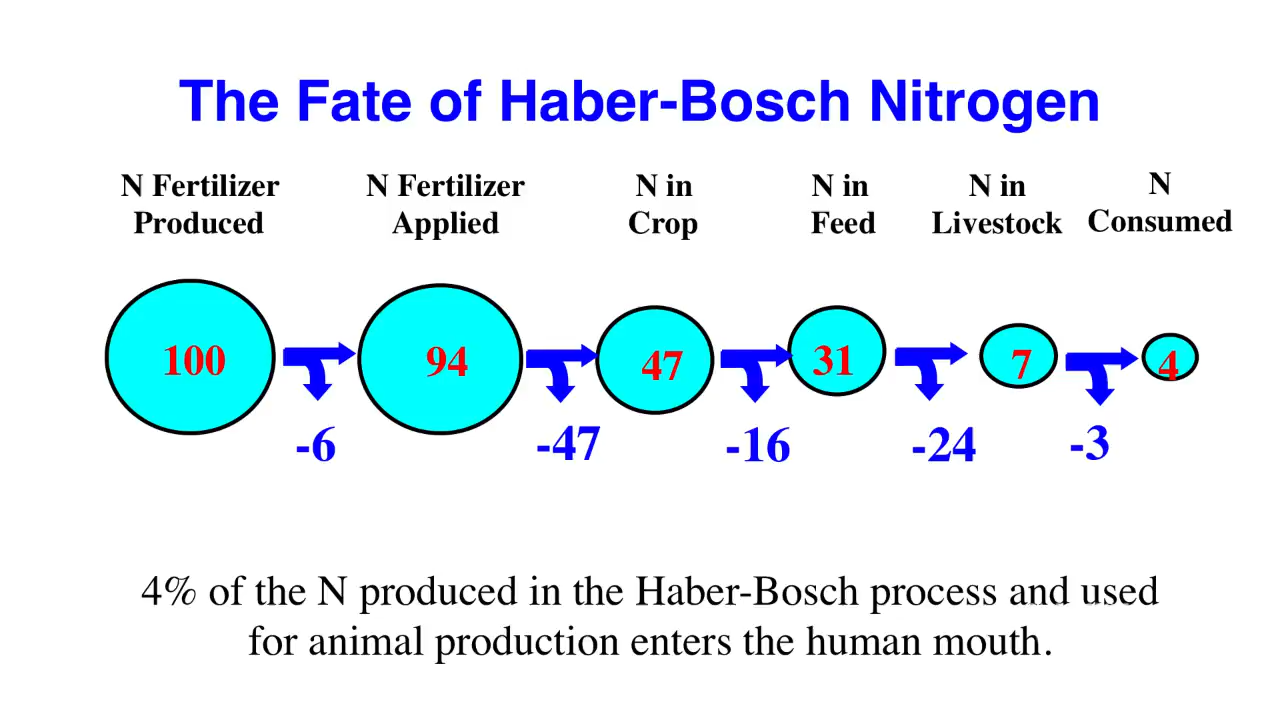 The Fate of Haber-Bosch Nitrogen
N Fertilizer
Produced
N Fertilizer
Applied
N in
Crop
N in
Feed
N in
Livestock
N
Consumed
100
94
47
31
7
4
-6
-47
-16
-24
-3
4% of the N produced in the Haber-Bosch process and used
for animal production enters the human mouth.